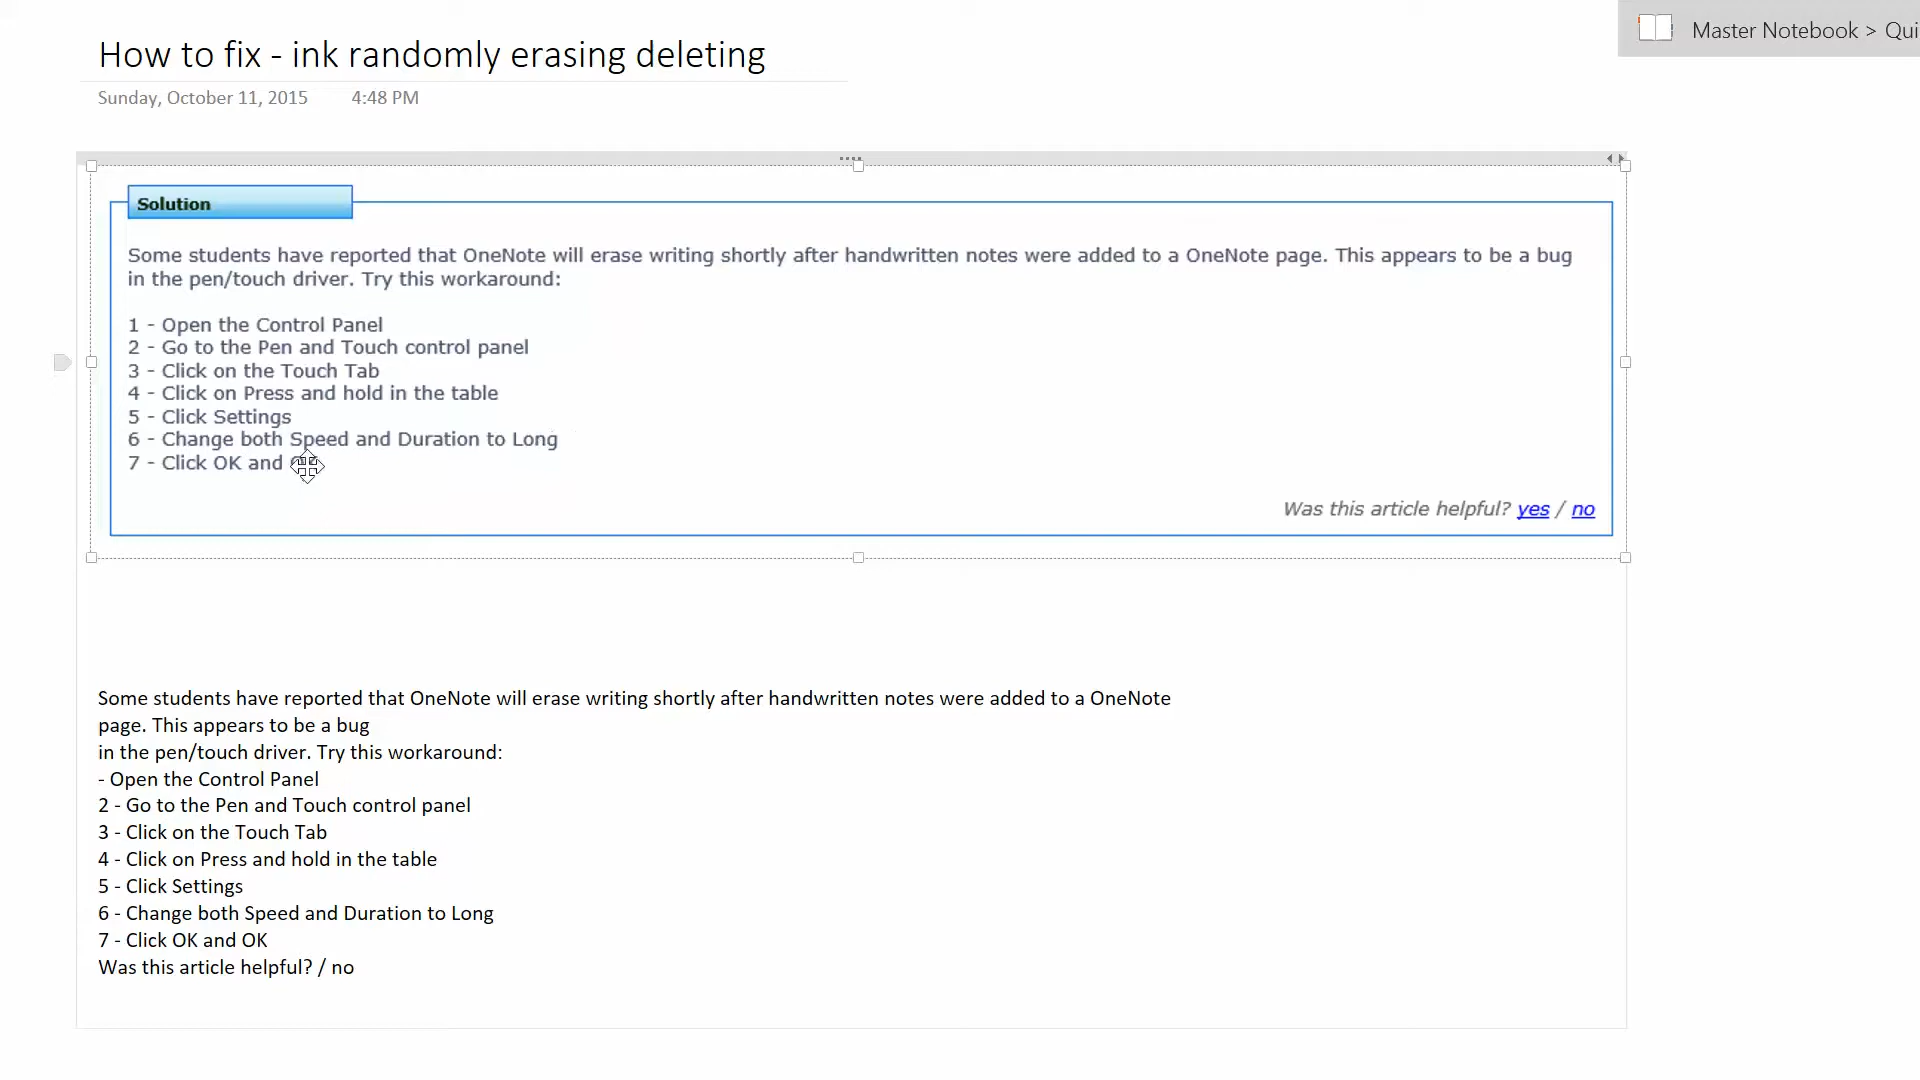 How to fix - ink randomly erasing deleting
Sunday, October 11, 2015 4:48 PM
Master Notebook > Qui
Solution
Some students have reported that OneNote will erase writing shortly after handwritten notes were added to a OneNote page. This appears to be a bug
in the pen/touch driver. Try this workaround:
1 - Open the Control Panel
2 - Go to the Pen and Touch control panel
3 - Click on the Touch Tab
4 - Click on Press and hold in the table
5 - Click Settings
6 - Change both Speed and Duration to Long
7 - Click OK and
Was this article helpful? yes / no
Some students have reported that OneNote will erase writing shortly after handwritten notes were added to a OneNote
page. This appears to be a bug
in the pen/touch driver. Try this workaround:
- Open the Control Panel
2 - Go to the Pen and Touch control panel
3 - Click on the Touch Tab
4 - Click on Press and hold in the table
5 - Click Settings
6 - Change both Speed and Duration to Long
7 - Click OK and OK
Was this article helpful? / no